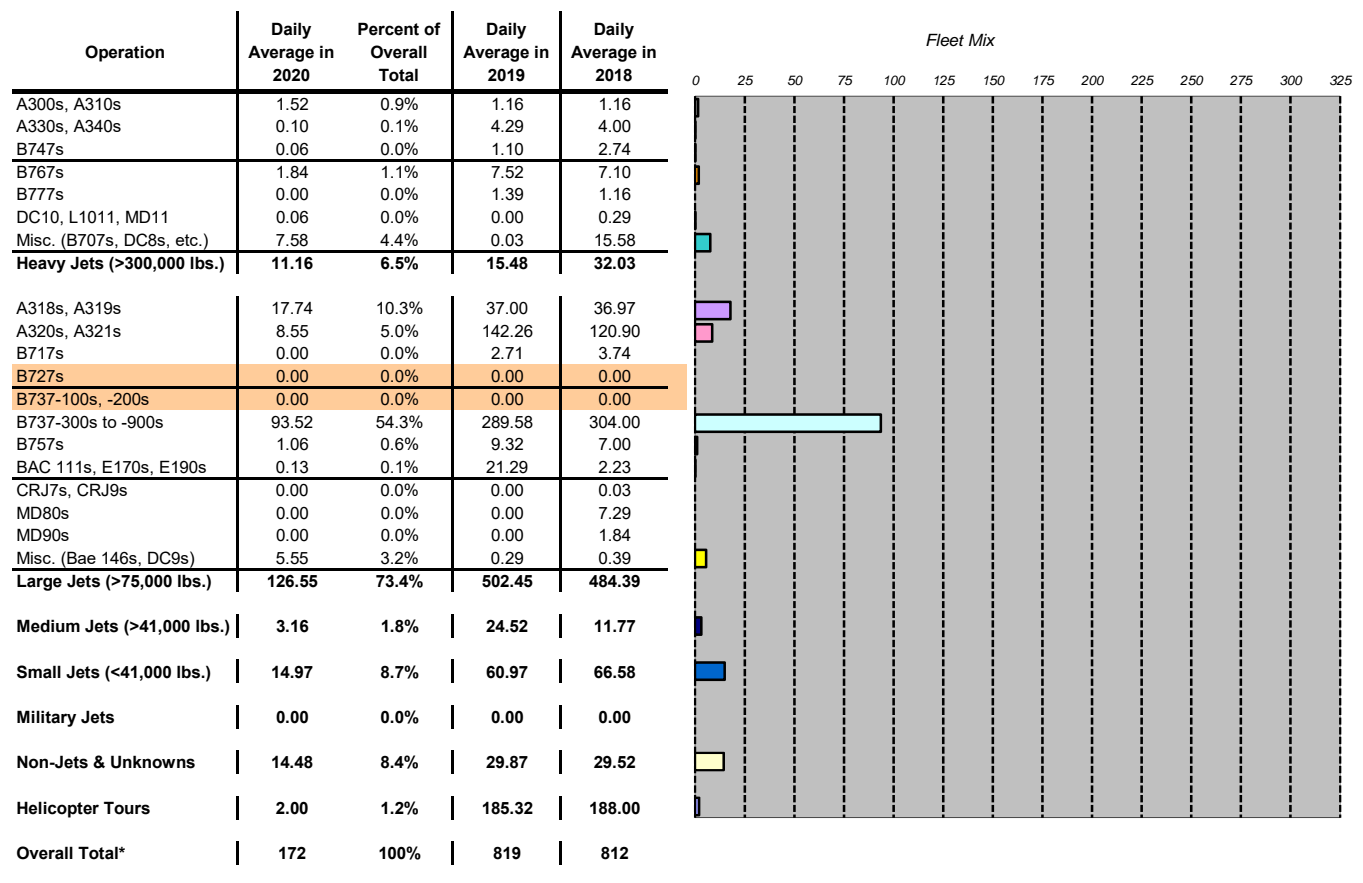 Operation Daily Average in 2020 Percent of Overall Total Daily Average in 2019 Daily Average in 2018
Fleet Mix
0 25 50 75 100 125 150 175 200 225 250 275 300 325
A300s, A310s 1.52 0.9% 1.16 1.16
A330s, A340s 0.10 0.1% 4.29 4.00
B747s 0.06 0.0% 1.10 2.74
B767s 1.84 1.1% 7.52 7.10
B777s 0.00 0.0% 1.39 1.16
DC10, L1011, MD11 0.06 0.0% 0.00 0.29
Misc. (B707s, DC8s, etc.) 7.58 4.4% 0.03 15.58
Heavy Jets (>300,000 lbs.) 11.16 6.5% 15.48 32.03
A318s, A319s 17.74 10.3% 37.00 36.97
A320s, A321s 8.55 5.0% 142.26 120.90
B717s 0.00 0.0% 2.71 3.74
B727s 0.00 0.0% 0.00 0.00
B737-100s, -200s 0.00 0.0% 0.00 0.00
B737-300s to -900s 93.52 54.3% 289.58 304.00
B757s 1.06 0.6% 9.32 7.00
BAC 111s, E170s, E190s 0.13 0.1% 21.29 2.23
CRJ7s, CRJ9s 0.00 0.0% 0.00 0.03
MD80s 0.00 0.0% 0.00 7.29
MD90s 0.00 0.0% 0.00 1.84
Misc. (Bae 146s, DC9s) 5.55 3.2% 0.29 0.39
Large Jets (>75,000 lbs.) 126.55 73.4% 502.45 484.39
Medium Jets (>41,000 lbs.) 3.16 1.8% 24.52 11.77
Small Jets (<41,000 lbs.) 14.97 8.7% 60.97 66.58
Military Jets 0.00 0.0% 0.00 0.00
Non-Jets & Unknowns 14.48 8.4% 29.87 29.52
Helicopter Tours 2.00 1.2% 185.32 188.00
Overall Total* 172 100% 819 812